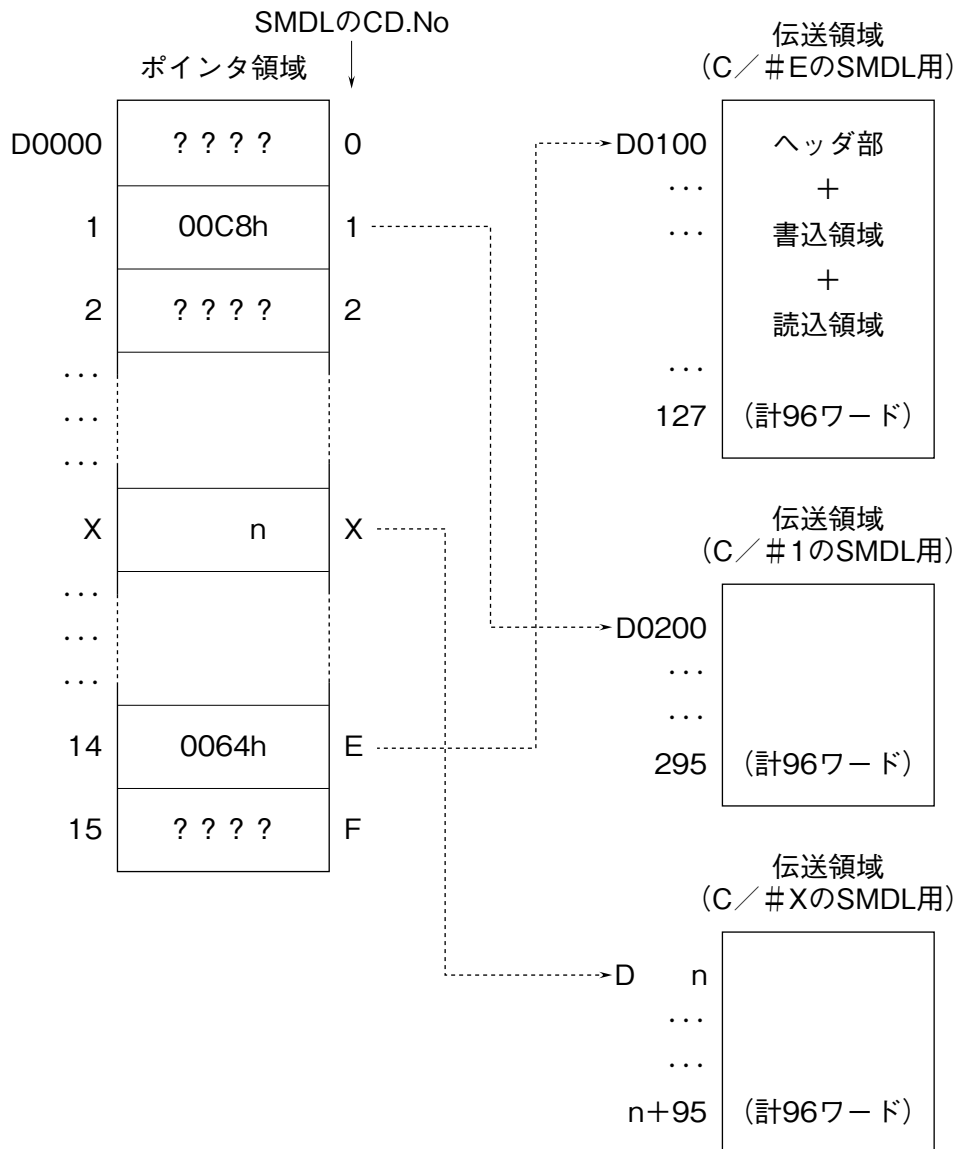 SMDLのCD.No
ポインタ領域
D0000 ？？？？ 0
1 00C8h 1
2 ？？？？ 2
...
...
...
X n X
...
...
...
14 0064h E
15 ？？？？ F
伝送領域
（C／＃EのSMDL用）
D0100 ヘッダ部
... ＋
... 書込領域
＋
読込領域
...
127 （計96ワード）
伝送領域
（C／＃1のSMDL用）
D0200
...
...
295 （計96ワード）
伝送領域
（C／＃XのSMDL用）
D n
...
...
n＋95 （計96ワード）